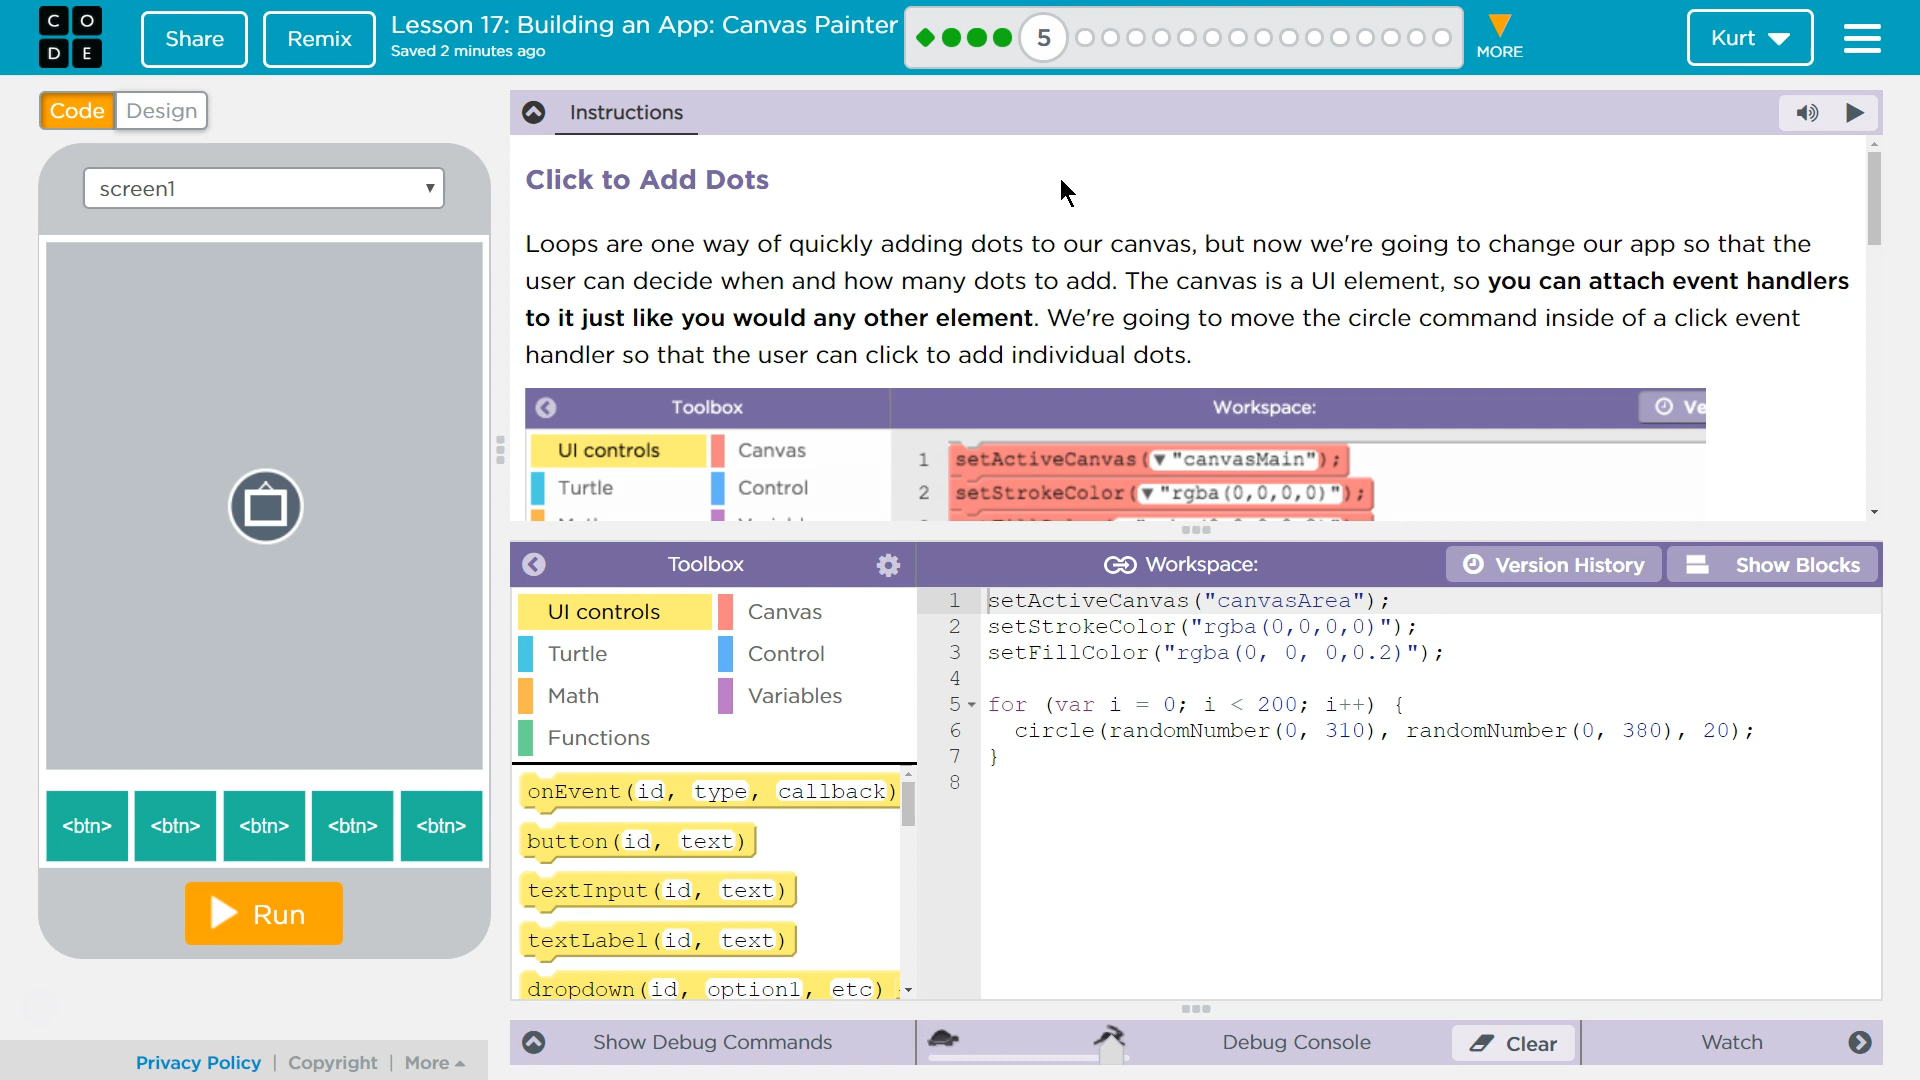 C O
D E
Share
Remix
Lesson 17: Building an App: Canvas Painter
Saved 2 minutes ago
5
MORE
Kurt
Code
Design
screen1
<btn>
<btn>
<btn>
<btn>
<btn>
Run
Instructions
Click to Add Dots
Loops are one way of quickly adding dots to our canvas, but now we're going to change our app so that the
user can decide when and how many dots to add. The canvas is a UI element, so you can attach event handlers
to it just like you would any other element. We're going to move the circle command inside of a click event
handler so that the user can click to add individual dots.
Toolbox
Workspace:
UI controls
Canvas
Turtle
Control
1 setActiveCanvas("canvasMain");
2 setStrokeColor("rgba(0,0,0,0)");
Toolbox
Workspace:
Version History
Show Blocks
UI controls
Canvas
Turtle
Control
Math
Variables
Functions
onEvent(id, type, callback)
button(id, text)
textInput(id, text)
textLabel(id, text)
dropdown(id, option1, etc)
1 setActiveCanvas("canvasArea");
2 setStrokeColor("rgba(0,0,0,0)");
3 setFillColor("rgba(0, 0, 0,0.2)");
4
5 for (var i = 0; i < 200; i++) {
6 circle(randomNumber(0, 310), randomNumber(0, 380), 20);
7 }
8
Show Debug Commands
Debug Console
Clear
Watch
Privacy Policy | Copyright | More